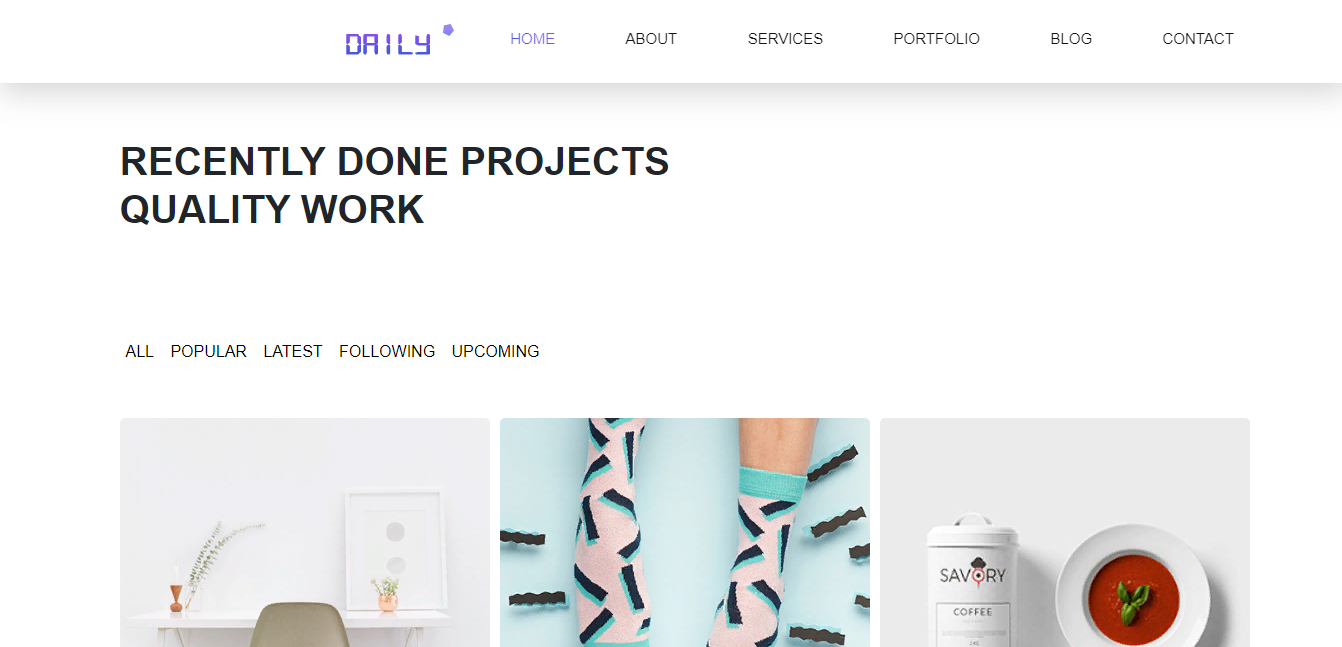 DAILY
HOME ABOUT SERVICES PORTFOLIO BLOG CONTACT
RECENTLY DONE PROJECTS
QUALITY WORK
ALL POPULAR LATEST FOLLOWING UPCOMING
SAVORY
COFFEE